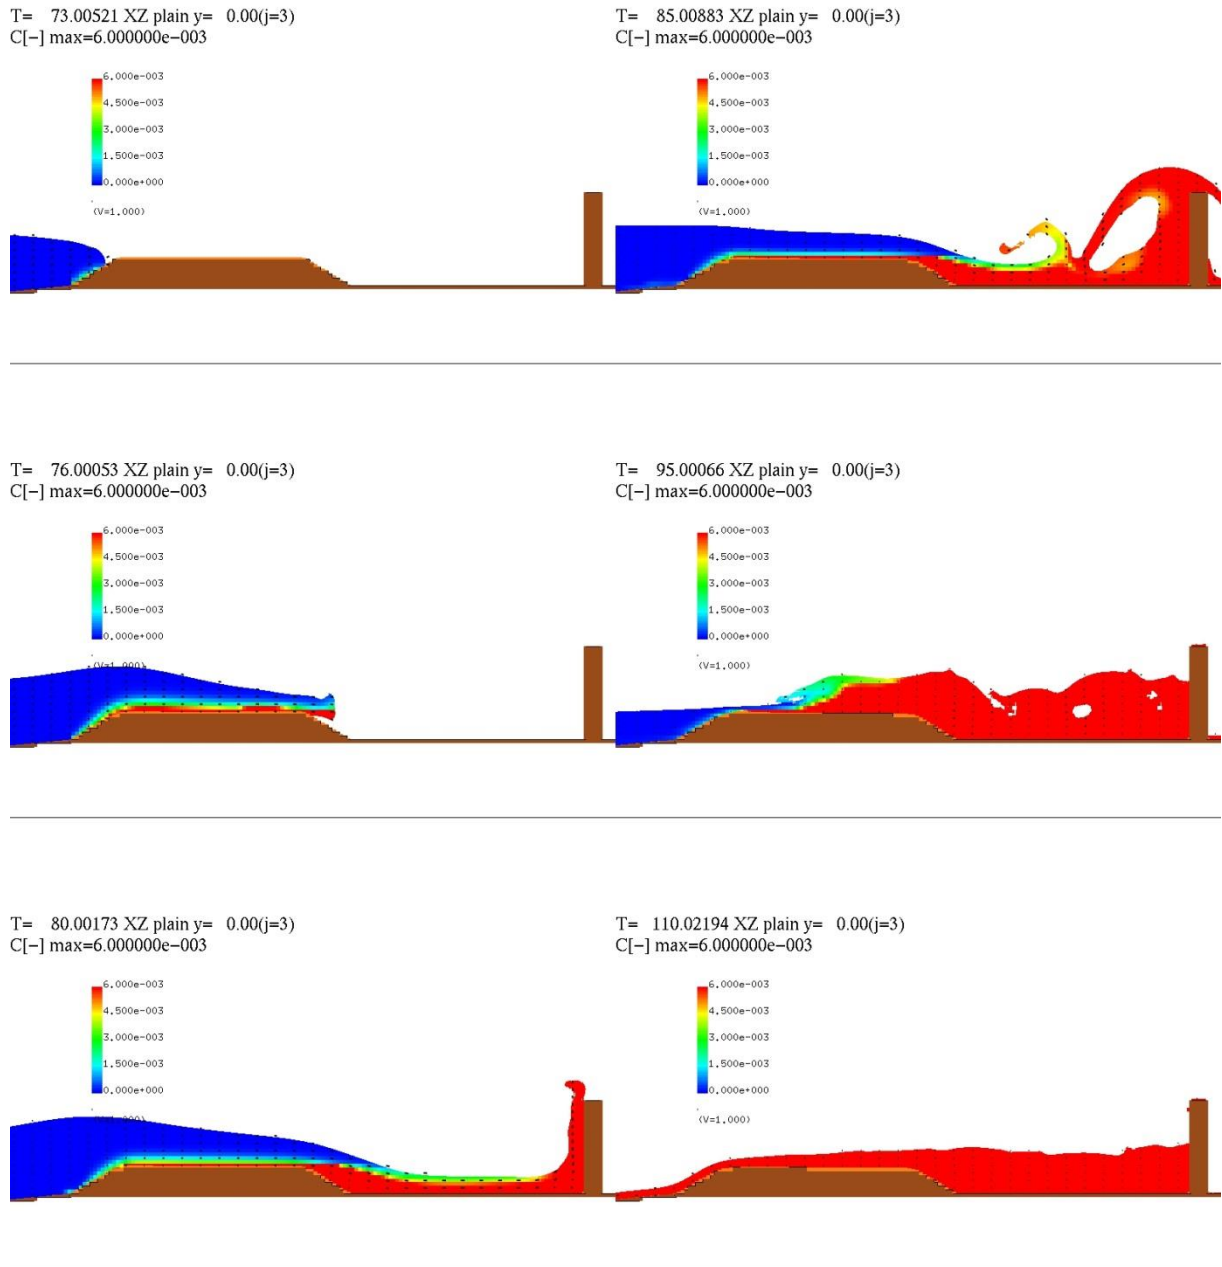 T= 73.00521 XZ plain y= 0.00(j=3)
C[−] max=6.000000e−003
6.000e-003
4.500e-003
3.000e-003
1.500e-003
0.000e+000
(V=1.000)
T= 85.00883 XZ plain y= 0.00(j=3)
C[−] max=6.000000e−003
6.000e-003
4.500e-003
3.000e-003
1.500e-003
0.000e+000
(V=1.000)
T= 76.00053 XZ plain y= 0.00(j=3)
C[−] max=6.000000e−003
6.000e-003
4.500e-003
3.000e-003
1.500e-003
0.000e+000
(V=1.000)
T= 95.00066 XZ plain y= 0.00(j=3)
C[−] max=6.000000e−003
6.000e-003
4.500e-003
3.000e-003
1.500e-003
0.000e+000
(V=1.000)
T= 80.00173 XZ plain y= 0.00(j=3)
C[−] max=6.000000e−003
6.000e-003
4.500e-003
3.000e-003
1.500e-003
0.000e+000
T= 110.02194 XZ plain y= 0.00(j=3)
C[−] max=6.000000e−003
6.000e-003
4.500e-003
3.000e-003
1.500e-003
0.000e+000
(V=1.000)